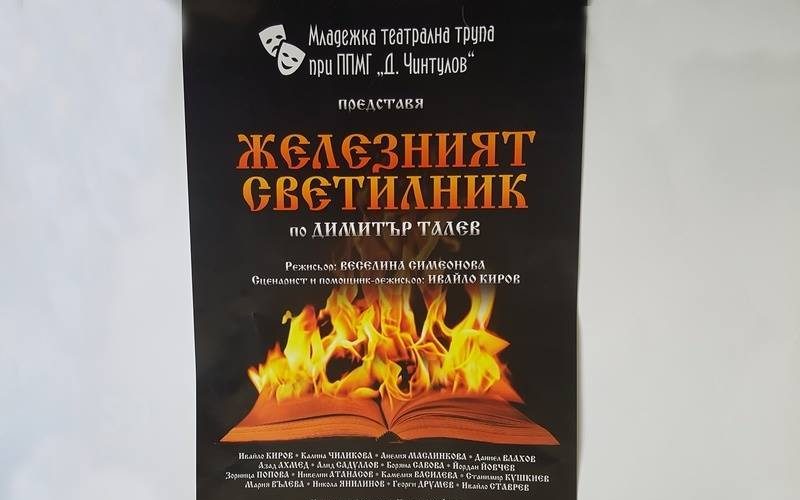 Младежка театрална трупа
при ППМГ „Д. Чинтулов“
представя
ЖЕЛЕЗНИЯТ
СВЕТИЛНИК
по ДИМИТЪР ТАЛЕВ
Режисьор: ВЕСЕЛИНА СИМЕОНОВА
Сценарист и помощник-режисьор: ИВАЙЛО КИРОВ
Ивайло КИРОВ • Калина ЧИЛИКОВА • Анелия МАСЛИНКОВА • Даниел ВЛАХОВ
Азад АХМЕД • Алид САДУЛЛОВ • Боряна САВОВА • Йордан ЙОВЧЕВ
Зорница ПОПОВА • Нивелин АТАНАСОВ • Камелия ВАСИЛЕВА • Станимир КУШКИЕВ
Мария ВЪЛЕВА • Никола ЯНИЛИНОВ • Георги ДРУМЕВ • Ивайло СТАВРЕВ